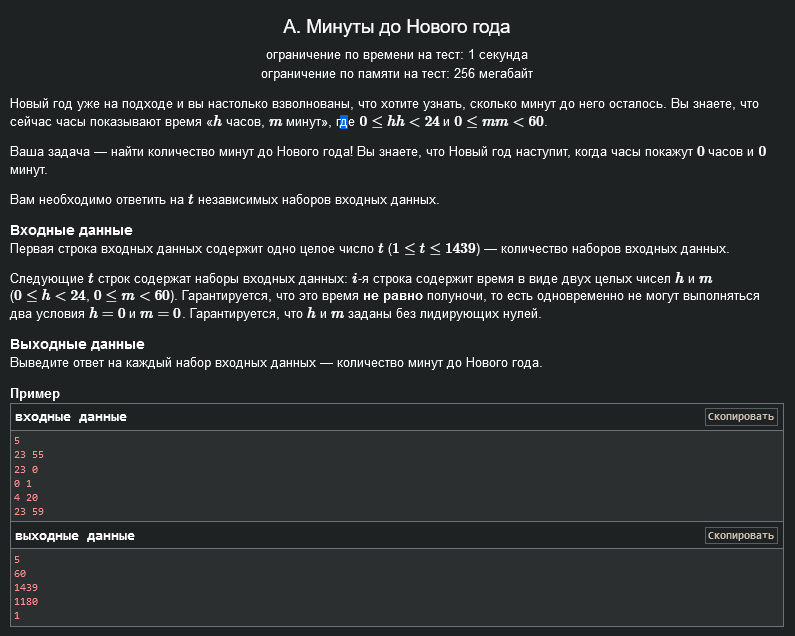 A. Минуты до Нового года
ограничение по времени на тест: 1 секунда
ограничение по памяти на тест: 256 мегабайт
Новый год уже на подходе и вы настолько взволнованы, что хотите узнать, сколько минут до него осталось. Вы знаете, что
сейчас часы показывают время «h часов, m минут», где 0 ≤ hh < 24 и 0 ≤ mm < 60.
Ваша задача — найти количество минут до Нового года! Вы знаете, что Новый год наступит, когда часы покажут 0 часов и 0
минут.
Вам необходимо ответить на t независимых наборов входных данных.
Входные данные
Первая строка входных данных содержит одно целое число t (1 ≤ t ≤ 1439) — количество наборов входных данных.
Следующие t строк содержат наборы входных данных: i-я строка содержит время в виде двух целых чисел h и m
(0 ≤ h < 24, 0 ≤ m < 60). Гарантируется, что это время не равно полуночи, то есть одновременно не могут выполняться
два условия h = 0 и m = 0. Гарантируется, что h и m заданы без лидирующих нулей.
Выходные данные
Выведите ответ на каждый набор входных данных — количество минут до Нового года.
Пример
входные данные Скопировать
5
23 55
23 0
0 1
4 20
23 59
выходные данные Скопировать
5
60
1439
1180
1